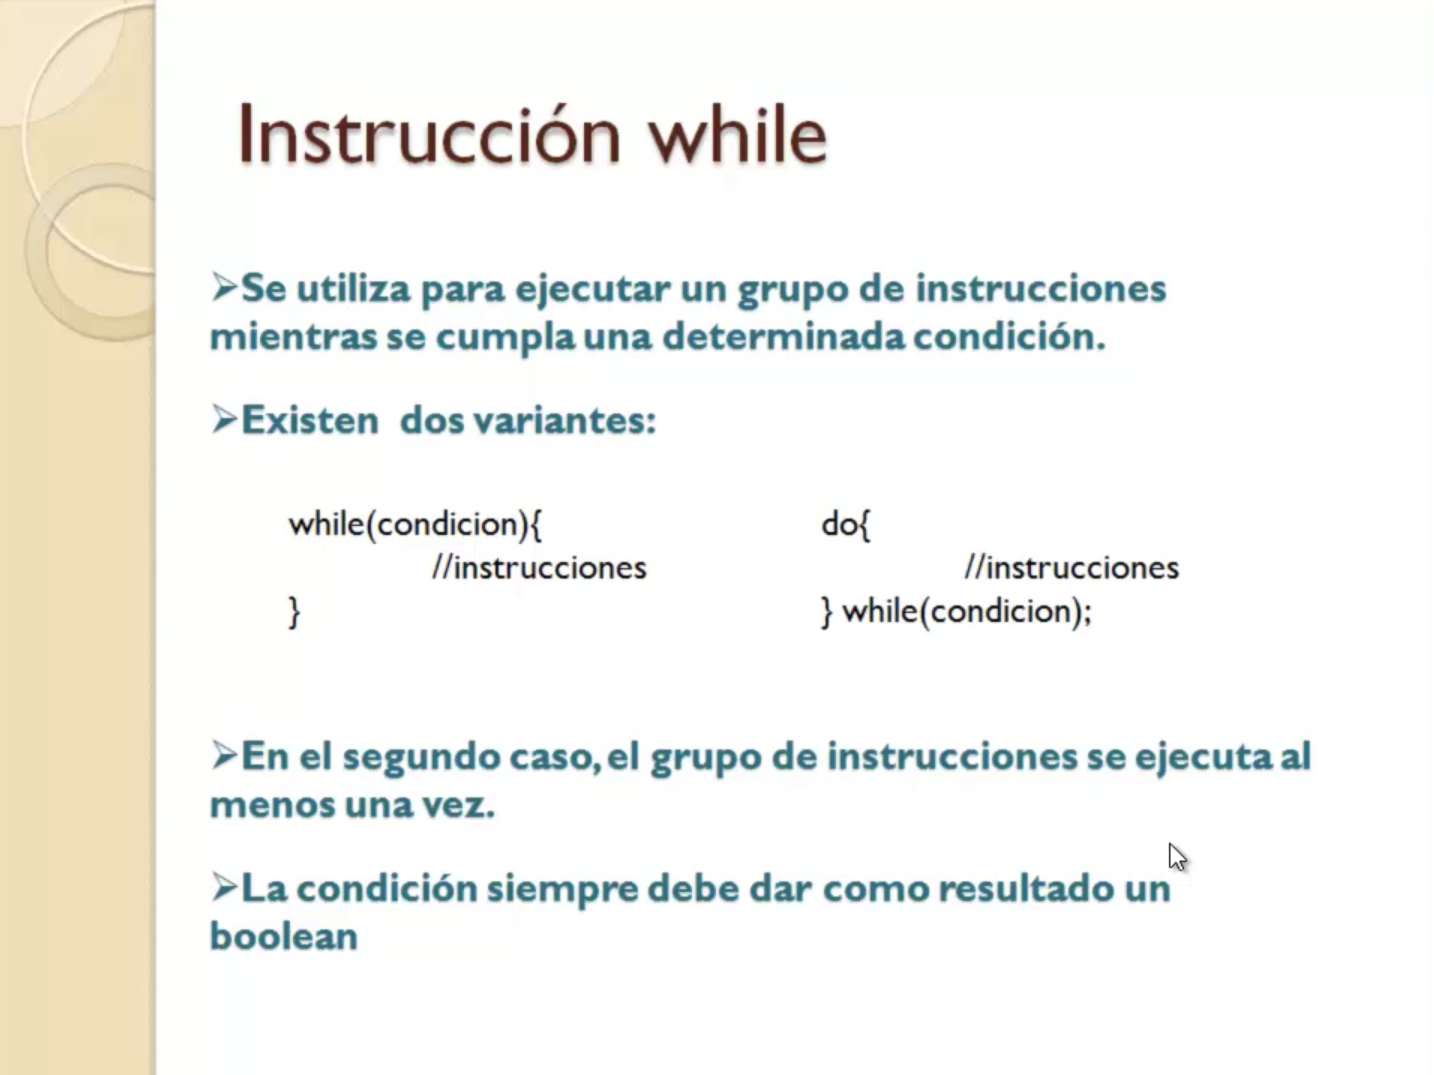 Instrucción while
➢Se utiliza para ejecutar un grupo de instrucciones
mientras se cumpla una determinada condición.
➢Existen dos variantes:
while(condicion){
//instrucciones
}
do{
//instrucciones
} while(condicion);
➢En el segundo caso, el grupo de instrucciones se ejecuta al
menos una vez.
➢La condición siempre debe dar como resultado un
boolean